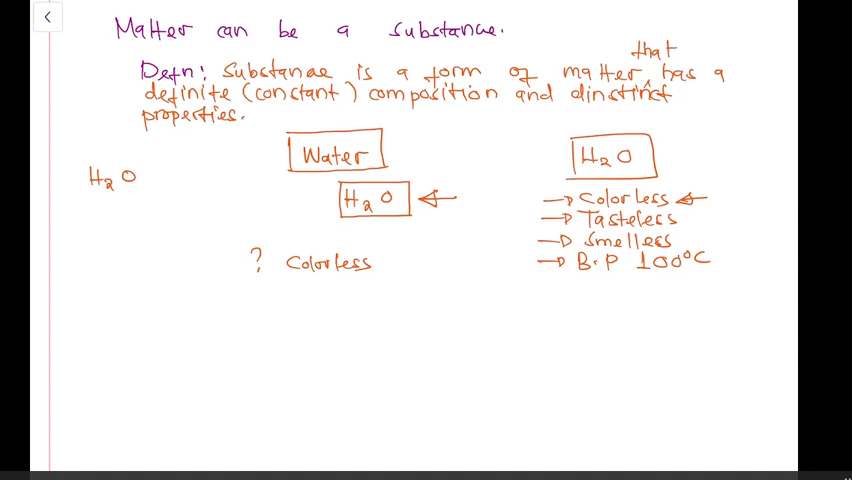 Matter can be a substance.
that
Defn: Substance is a form of matter, has a
definite (constant) composition and dinstinct
properties.
Water
H2O
H2O
H2O
→ Colorless ←
→ Tasteless
→ Smelless
? Colorless
→ B.P 100°C